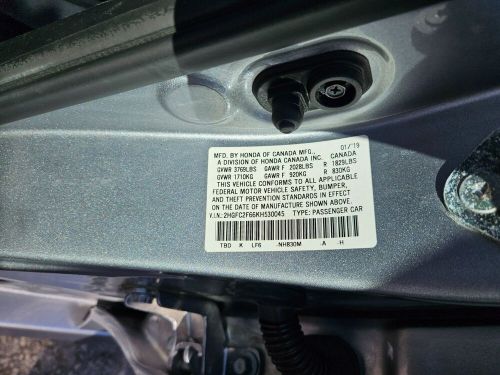 MFD. BY HONDA OF CANADA MFG., 01/'19
A DIVISION OF HONDA CANADA INC. CANADA
GVWR 3769LBS GAWR F 2028LBS R 1829LBS
GVWR 1710KG GAWR F 920KG R 830KG
THIS VEHICLE CONFORMS TO ALL APPLICABLE
FEDERAL MOTOR VEHICLE SAFETY, BUMPER,
AND THEFT PREVENTION STANDARDS IN EFFECT
ON THE DATE OF MANUFACTURE SHOWN ABOVE.
V.I.N: 2HGFC2F66KH530045 TYPE: PASSENGER CAR
TBD K LF6 -NH830M A -H